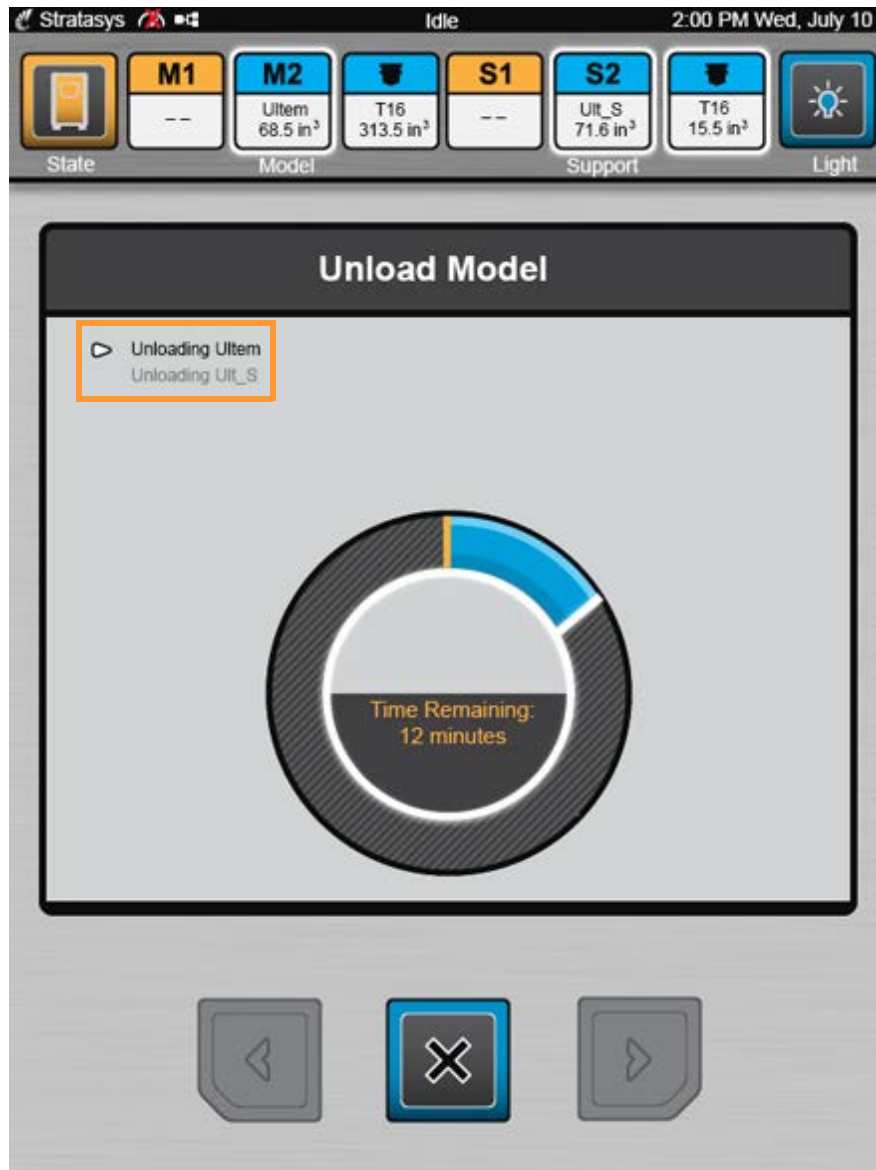 Stratasys
Idle
2:00 PM Wed, July 10
M1
--
M2
Ultem
68.5 in³
T16
313.5 in³
S1
--
S2
Ult_S
71.6 in³
T16
15.5 in³
State
Model
Support
Light
Unload Model
Unloading Ultem
Unloading Ult_S
Time Remaining:
12 minutes